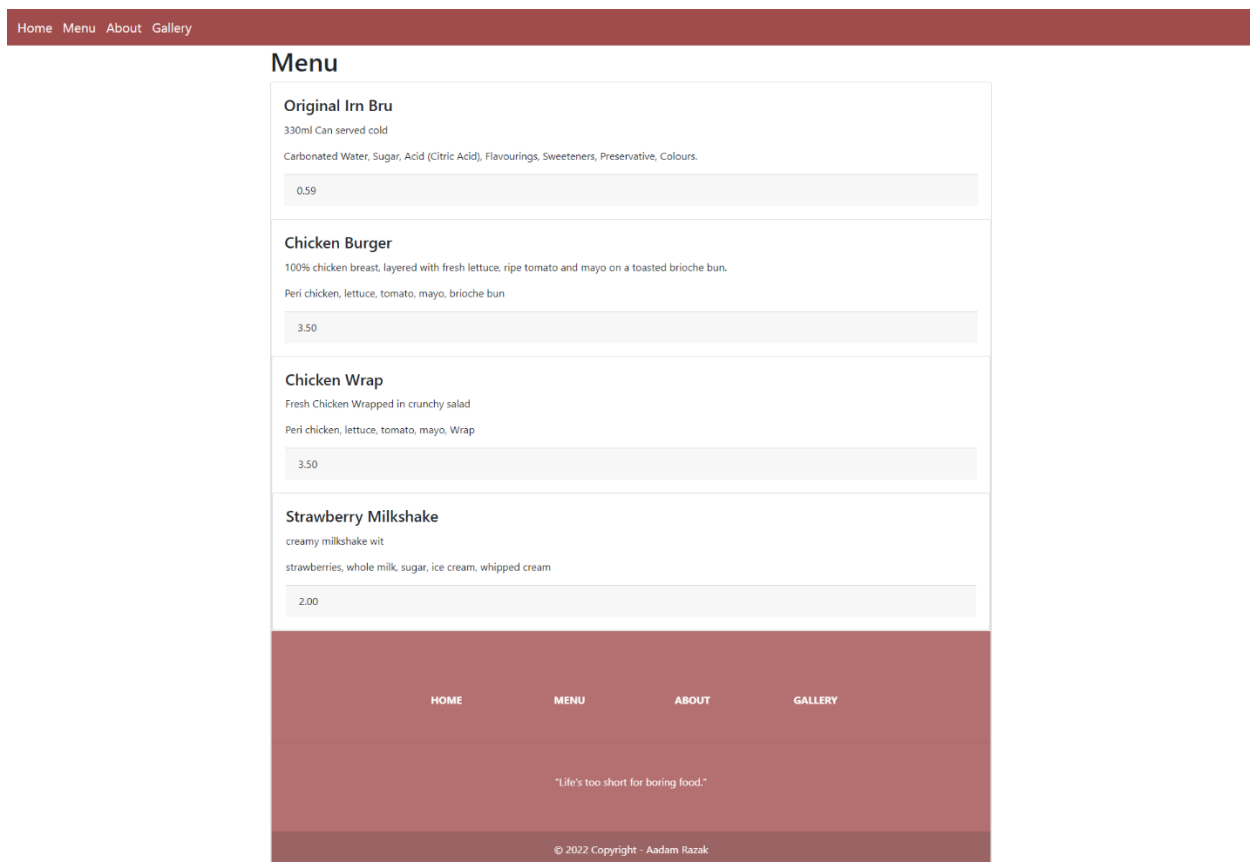 Home Menu About Gallery
Menu
Original Irn Bru
330ml Can served cold
Carbonated Water, Sugar, Acid (Citric Acid), Flavourings, Sweeteners, Preservative, Colours.
0.59
Chicken Burger
100% chicken breast, layered with fresh lettuce, ripe tomato and mayo on a toasted brioche bun.
Peri chicken, lettuce, tomato, mayo, brioche bun
3.50
Chicken Wrap
Fresh Chicken Wrapped in crunchy salad
Peri chicken, lettuce, tomato, mayo, Wrap
3.50
Strawberry Milkshake
creamy milkshake wit
strawberries, whole milk, sugar, ice cream, whipped cream
2.00
HOME MENU ABOUT GALLERY
"Life's too short for boring food."
© 2022 Copyright - Aadam Razak